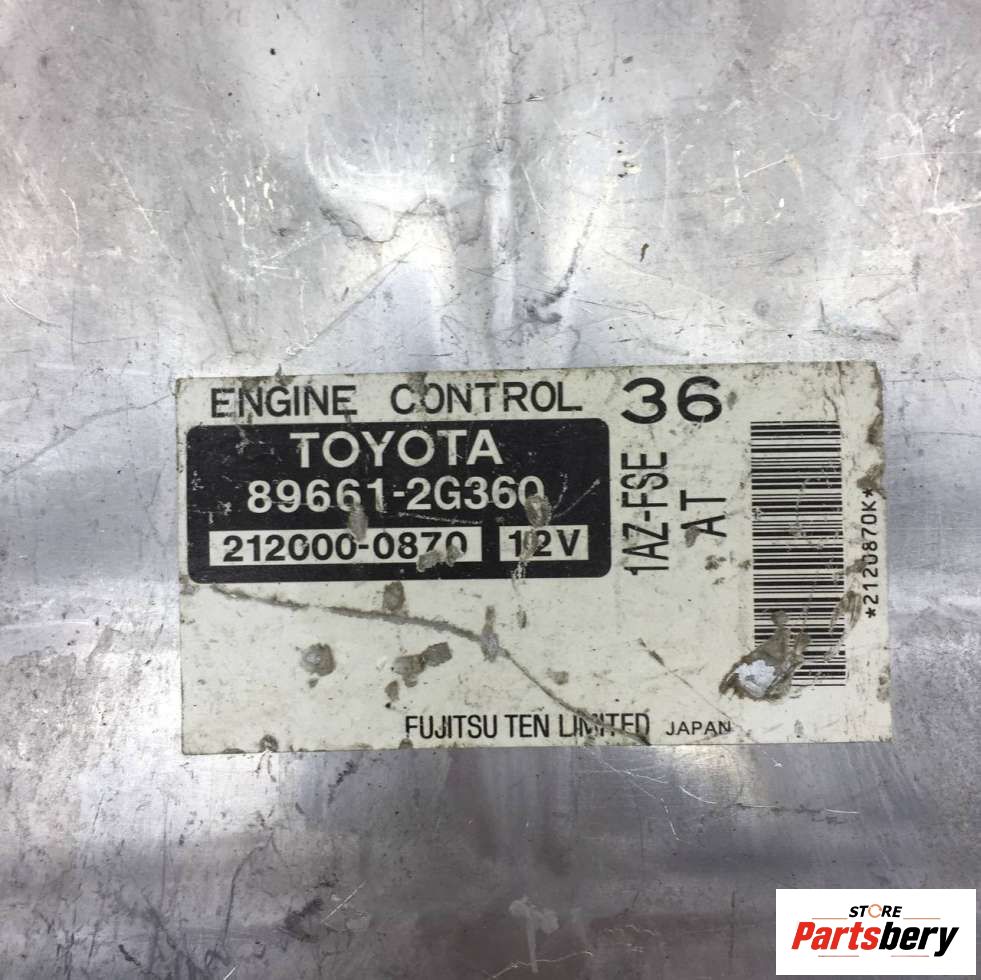 ENGINE CONTROL 36
TOYOTA
89661-2G360
212000-0870 12V
1AZ-FSE
AT
*2120870K*
FUJITSU TEN LIMITED JAPAN
STORE
Partsbery